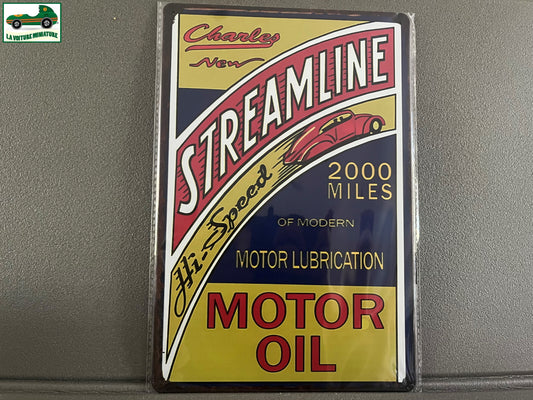 LA VOITURE MINIATURE
Charles
New
STREAMLINE
Hi-Speed
2000
MILES
OF MODERN
MOTOR LUBRICATION
MOTOR
OIL